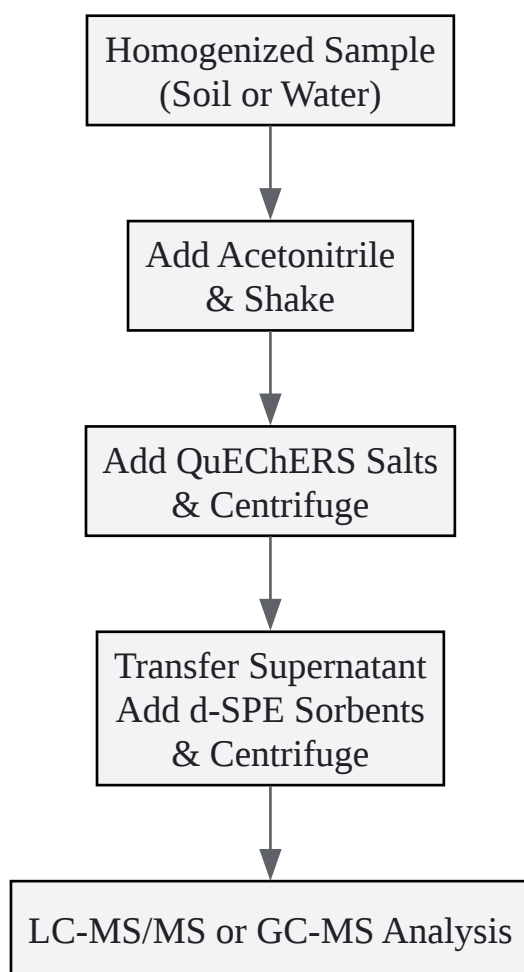 Homogenized Sample
(Soil or Water)
Add Acetonitrile
& Shake
Add QuEChERS Salts
& Centrifuge
Transfer Supernatant
Add d-SPE Sorbents
& Centrifuge
LC-MS/MS or GC-MS Analysis